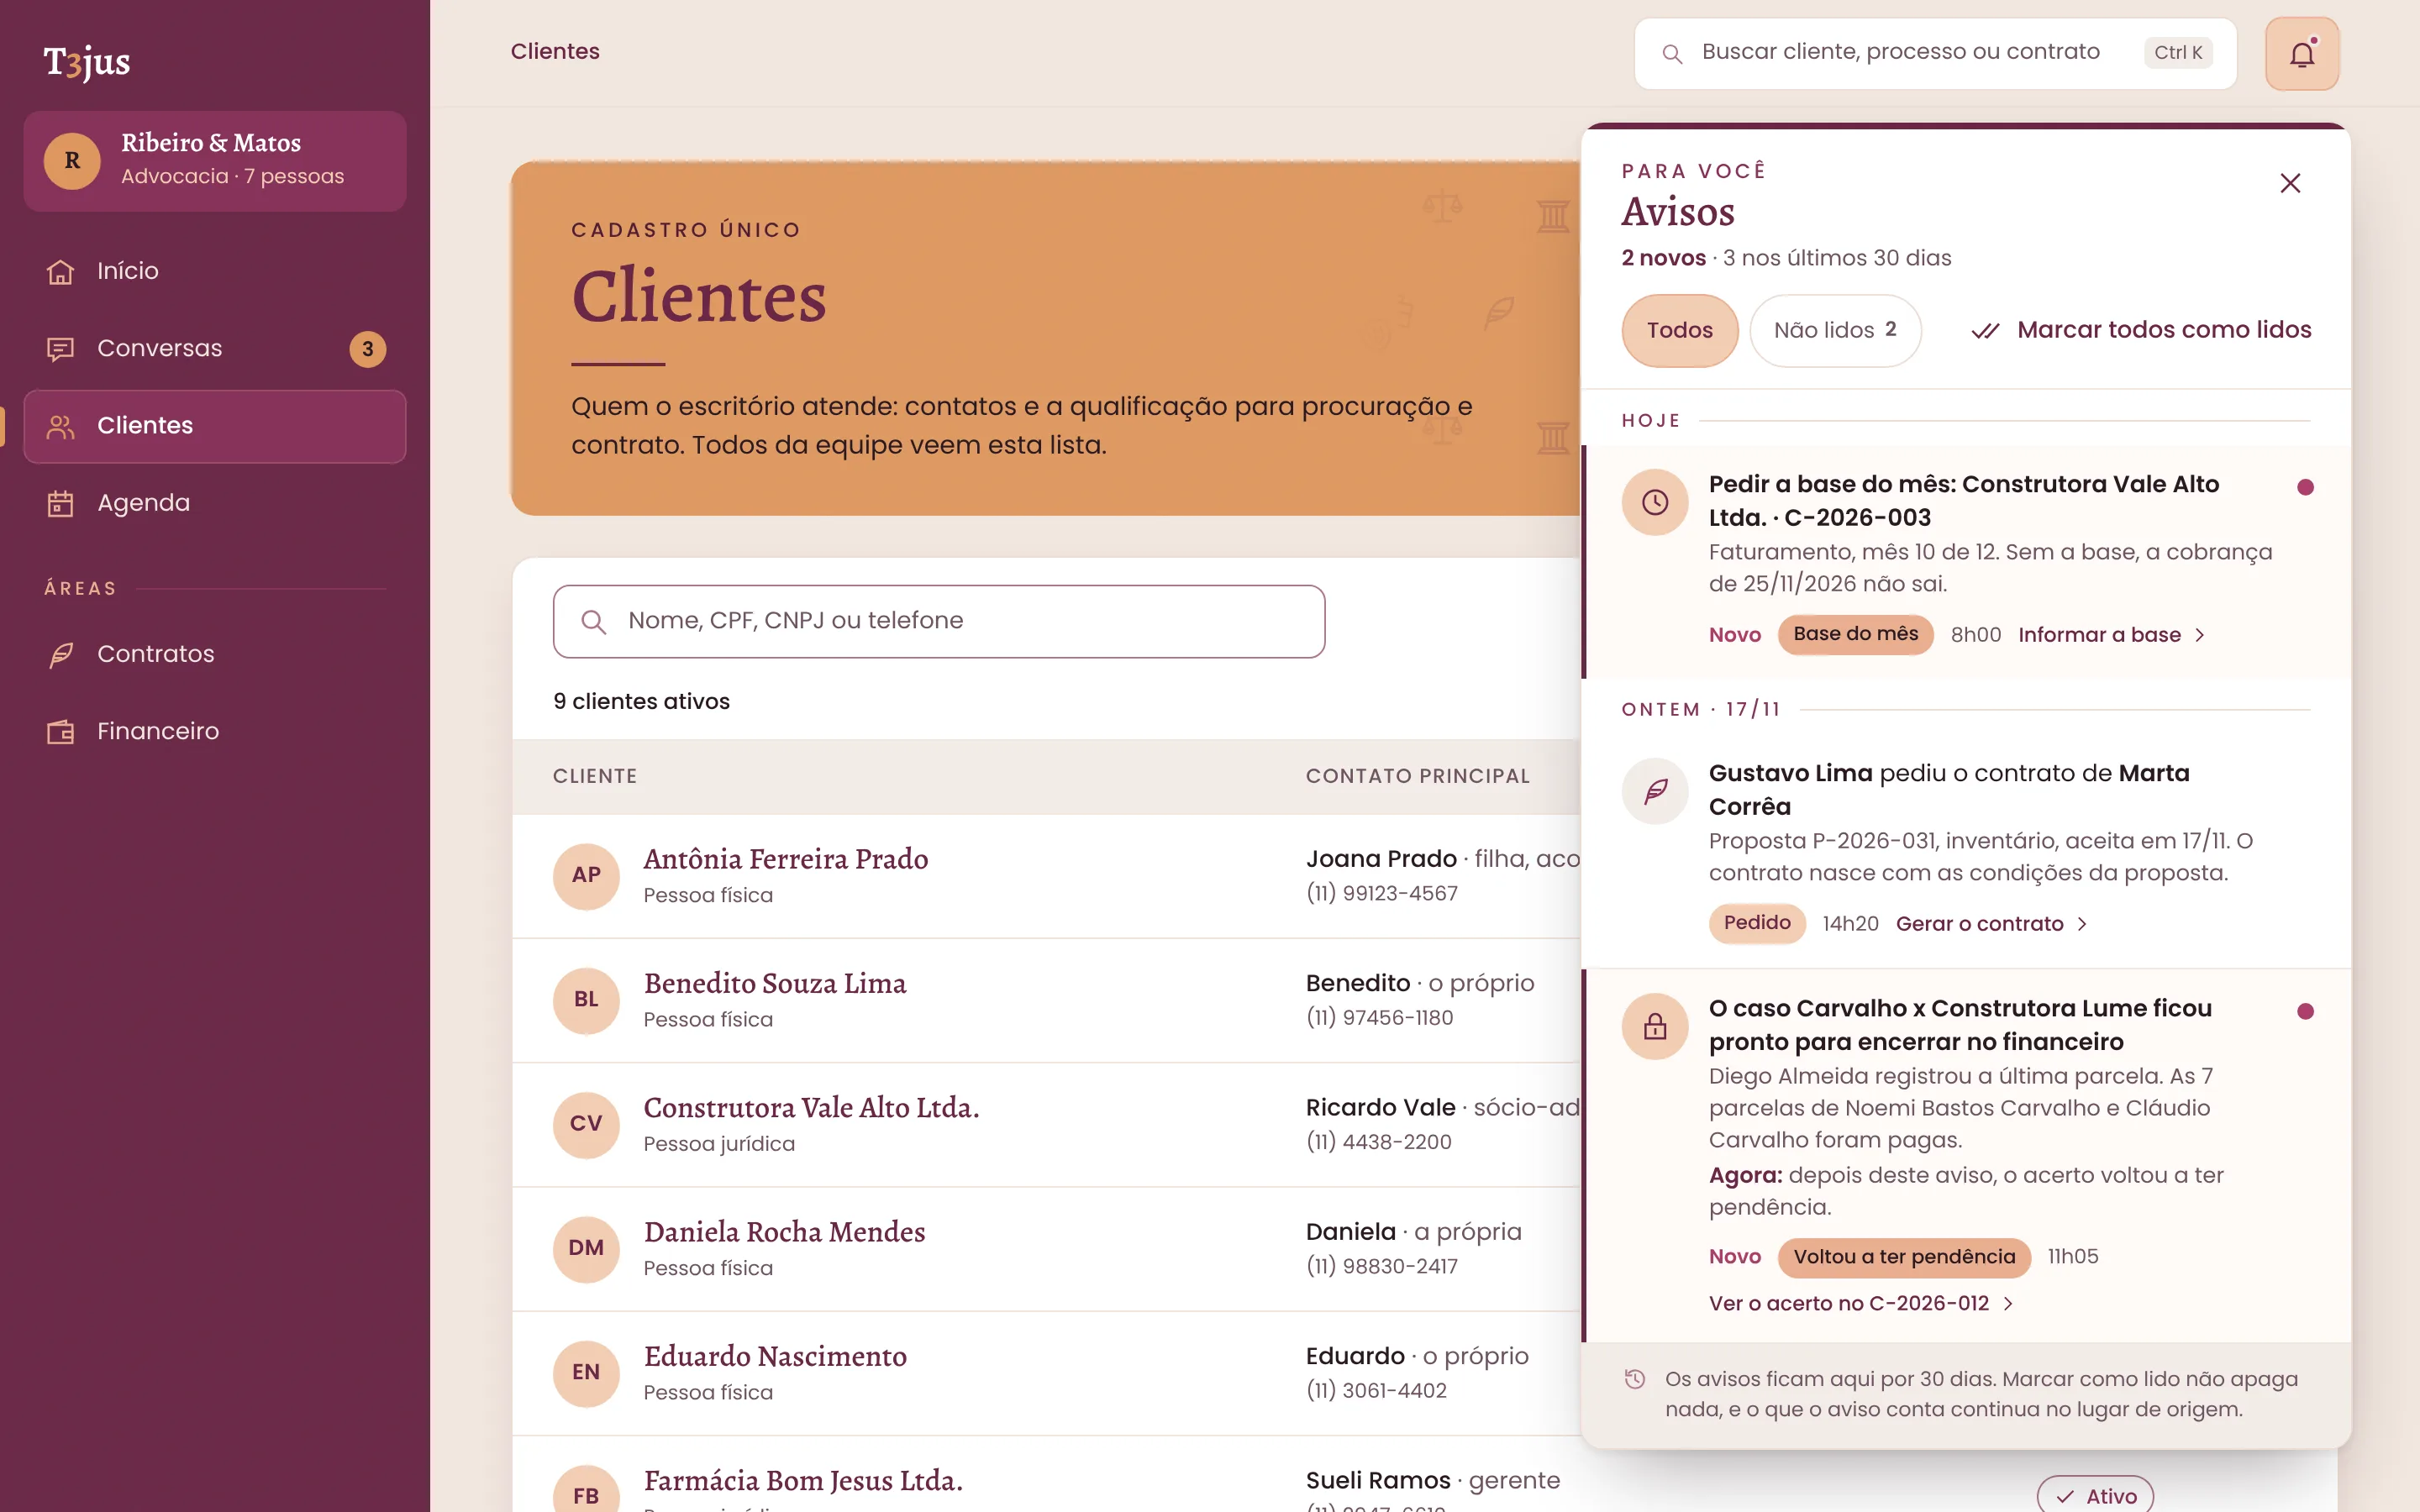 T3jus
R
Ribeiro & Matos
Advocacia · 7 pessoas
Início
Conversas
3
Clientes
Agenda
ÁREAS
Contratos
Financeiro
Clientes
Buscar cliente, processo ou contrato
Ctrl K
CADASTRO ÚNICO
Clientes
Quem o escritório atende: contatos e a qualificação para procuração e
contrato. Todos da equipe veem esta lista.
Nome, CPF, CNPJ ou telefone
9 clientes ativos
CLIENTE
CONTATO PRINCIPAL
AP
Antônia Ferreira Prado
Pessoa física
Joana Prado · filha, aco
(11) 99123-4567
BL
Benedito Souza Lima
Pessoa física
Benedito · o próprio
(11) 97456-1180
CV
Construtora Vale Alto Ltda.
Pessoa jurídica
Ricardo Vale · sócio-ad
(11) 4438-2200
DM
Daniela Rocha Mendes
Pessoa física
Daniela · a própria
(11) 98830-2417
EN
Eduardo Nascimento
Pessoa física
Eduardo · o próprio
(11) 3061-4402
FB
Farmácia Bom Jesus Ltda.
Sueli Ramos · gerente
Ativo
PARA VOCÊ
Avisos
2 novos · 3 nos últimos 30 dias
Todos
Não lidos 2
Marcar todos como lidos
HOJE
Pedir a base do mês: Construtora Vale Alto
Ltda. · C-2026-003
Faturamento, mês 10 de 12. Sem a base, a cobrança
de 25/11/2026 não sai.
Novo
Base do mês
8h00
Informar a base
ONTEM · 17/11
Gustavo Lima pediu o contrato de Marta
Corrêa
Proposta P-2026-031, inventário, aceita em 17/11. O
contrato nasce com as condições da proposta.
Pedido
14h20
Gerar o contrato
O caso Carvalho x Construtora Lume ficou
pronto para encerrar no financeiro
Diego Almeida registrou a última parcela. As 7
parcelas de Noemi Bastos Carvalho e Cláudio
Carvalho foram pagas.
Agora: depois deste aviso, o acerto voltou a ter
pendência.
Novo
Voltou a ter pendência
11h05
Ver o acerto no C-2026-012
Os avisos ficam aqui por 30 dias. Marcar como lido não apaga
nada, e o que o aviso conta continua no lugar de origem.